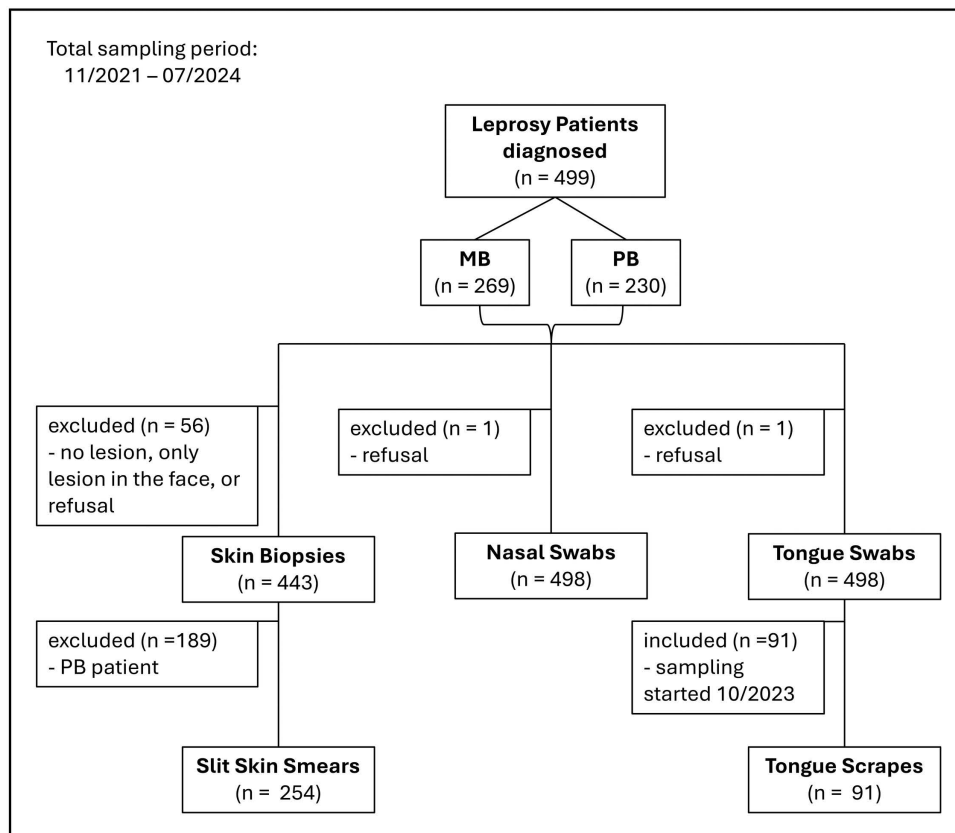 Total sampling period:
11/2021 – 07/2024
Leprosy Patients
diagnosed
(n = 499)
MB
(n = 269)
PB
(n = 230)
excluded (n = 56)
- no lesion, only
lesion in the face, or
refusal
excluded (n = 1)
- refusal
excluded (n = 1)
- refusal
Skin Biopsies
(n = 443)
Nasal Swabs
(n = 498)
Tongue Swabs
(n = 498)
excluded (n =189)
- PB patient
included (n =91)
- sampling
started 10/2023
Slit Skin Smears
(n =  254)
Tongue Scrapes
(n =  91)